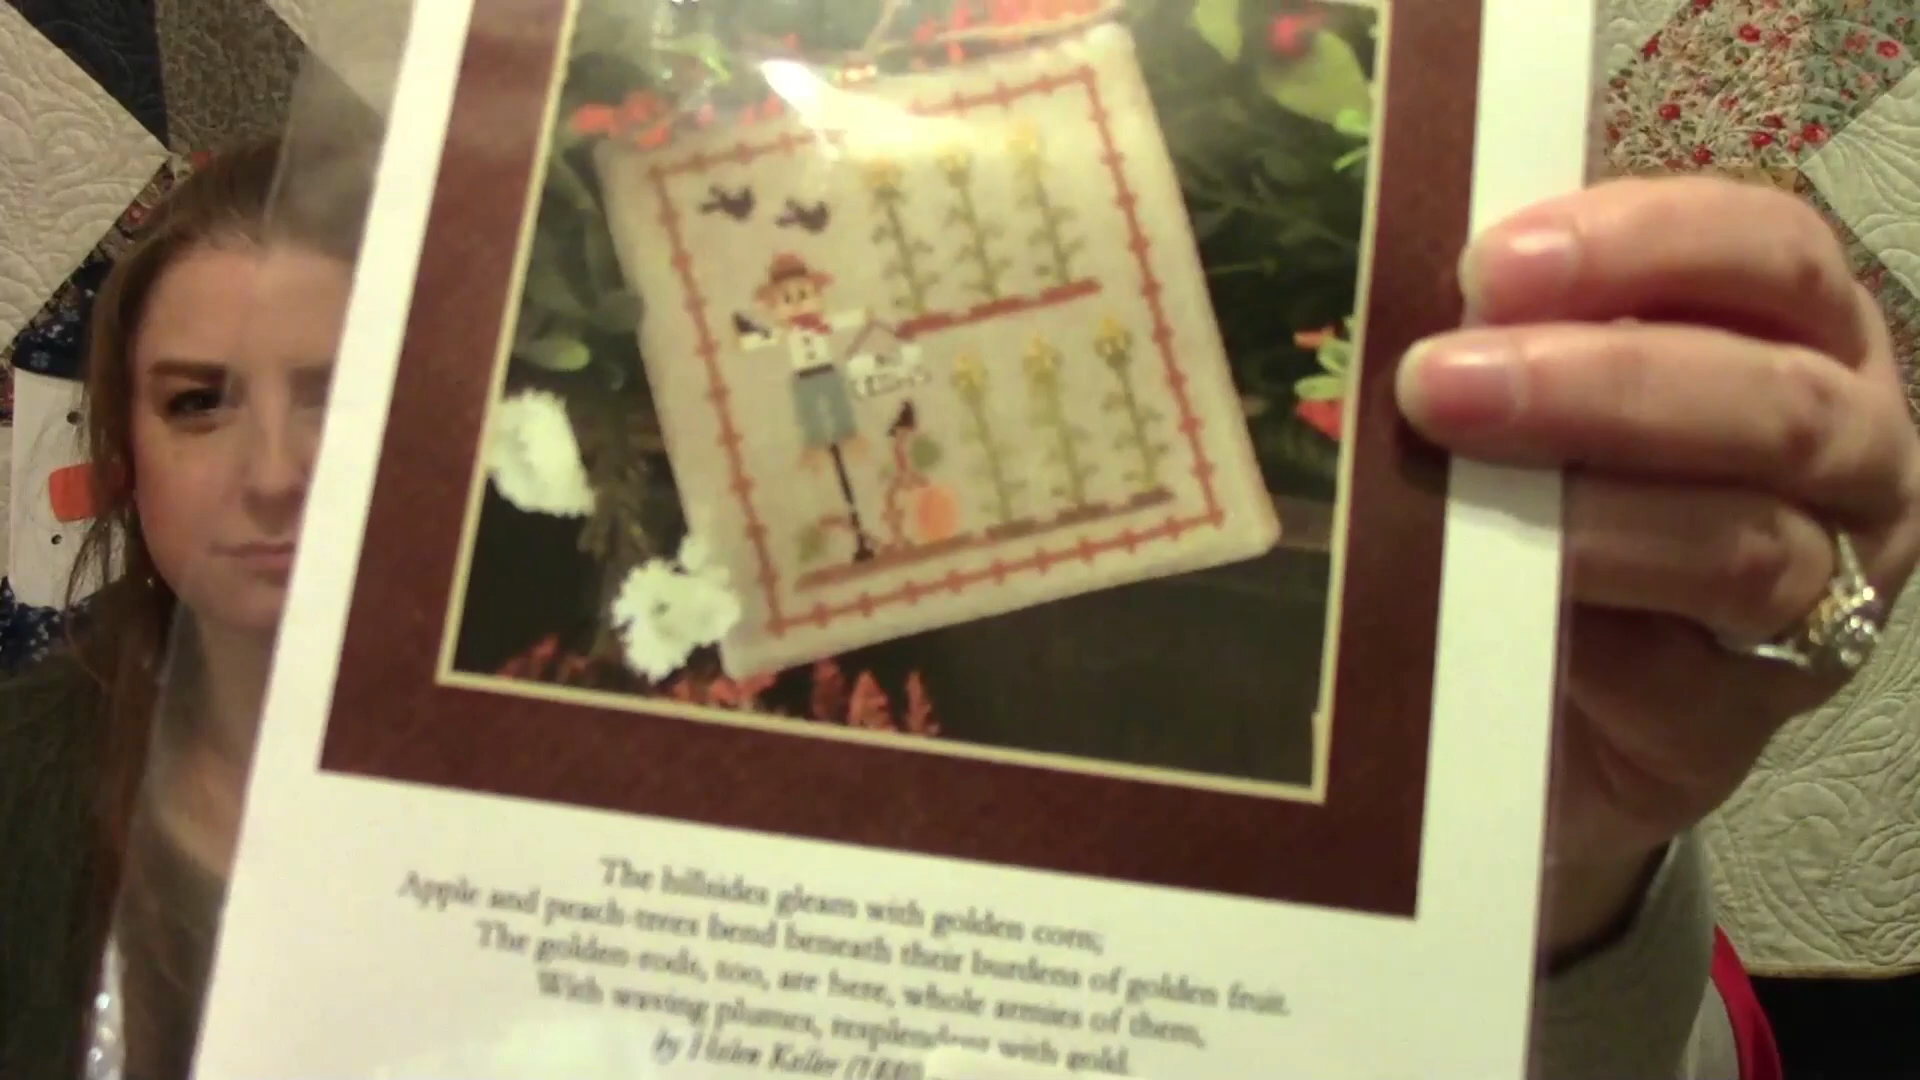 The hillsides gleam with golden corn;
Apple and peach-trees bend beneath their burdens of golden fruit.
The golden rods, too, are here, whole armies of them,
With waving plumes, resplendent with gold.
by Helen Keller (1880